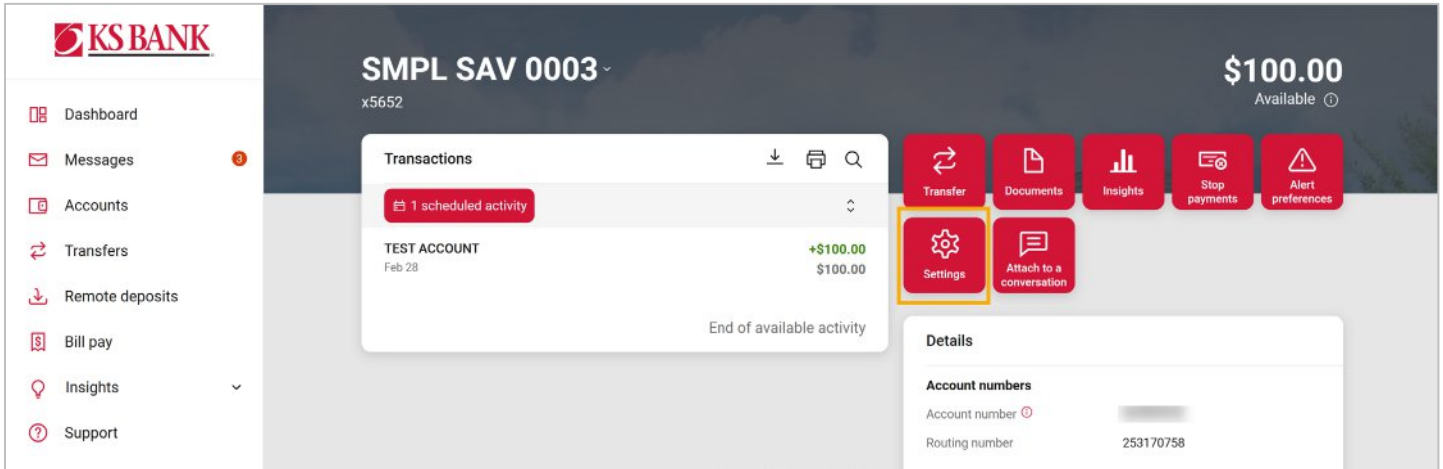 KS BANK
Dashboard
Messages 3
Accounts
Transfers
Remote deposits
Bill pay
Insights
Support
SMPL SAV 0003
x5652
$100.00
Available
Transactions
1 scheduled activity
TEST ACCOUNT +$100.00
Feb 28 $100.00
End of available activity
Transfer
Documents
Insights
Stop
payments
Alert
preferences
Settings
Attach to a
conversation
Details
Account numbers
Account number
Routing number 253170758